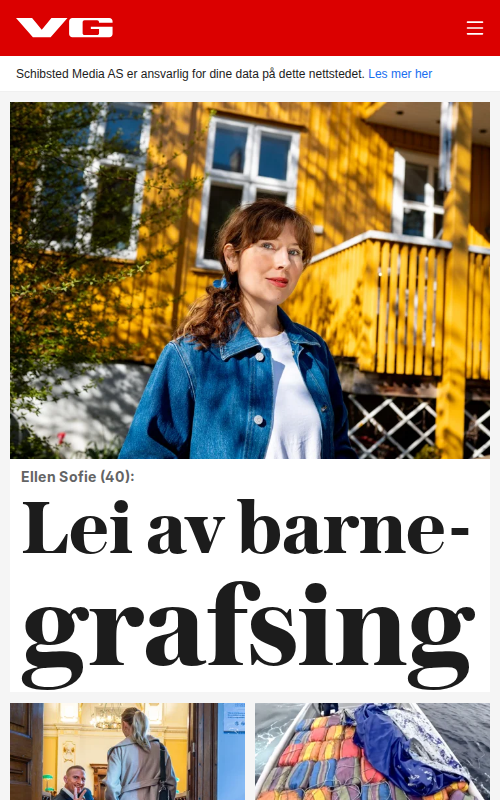 VG
Schibsted Media AS er ansvarlig for dine data på dette nettstedet. Les mer her
Ellen Sofie (40):
Lei av barne-
grafsing